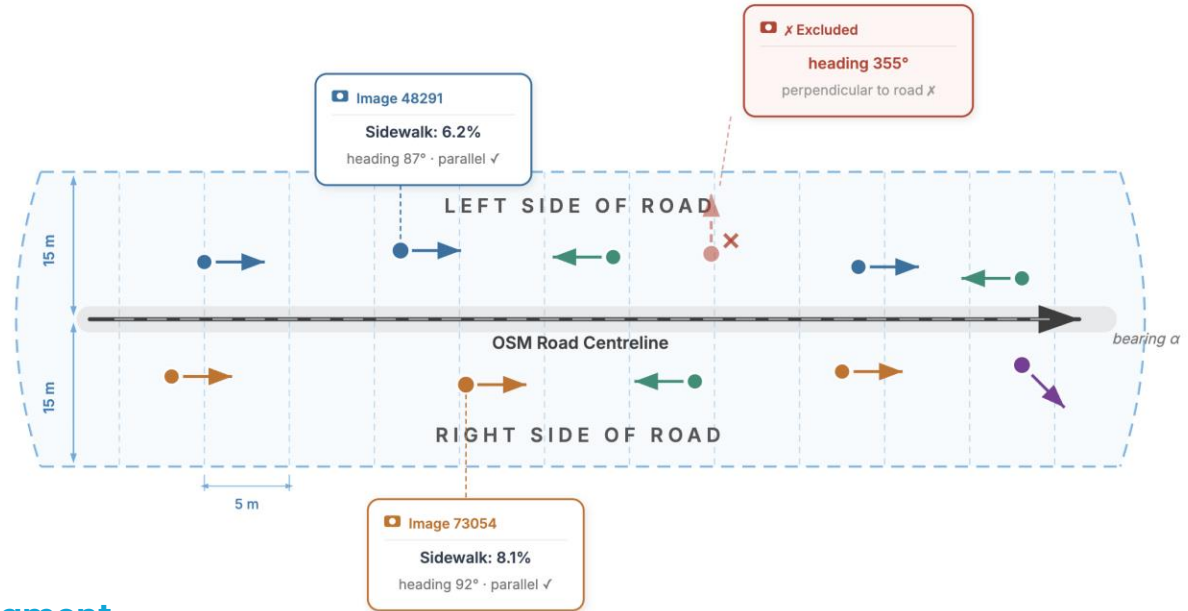 ✗ Excluded
heading 355°
perpendicular to road ✗
Image 48291
Sidewalk: 6.2%
heading 87° · parallel ✓
LEFT SIDE OF ROAD
15 m
OSM Road Centreline
bearing α
15 m
RIGHT SIDE OF ROAD
5 m
Image 73054
Sidewalk: 8.1%
heading 92° · parallel ✓